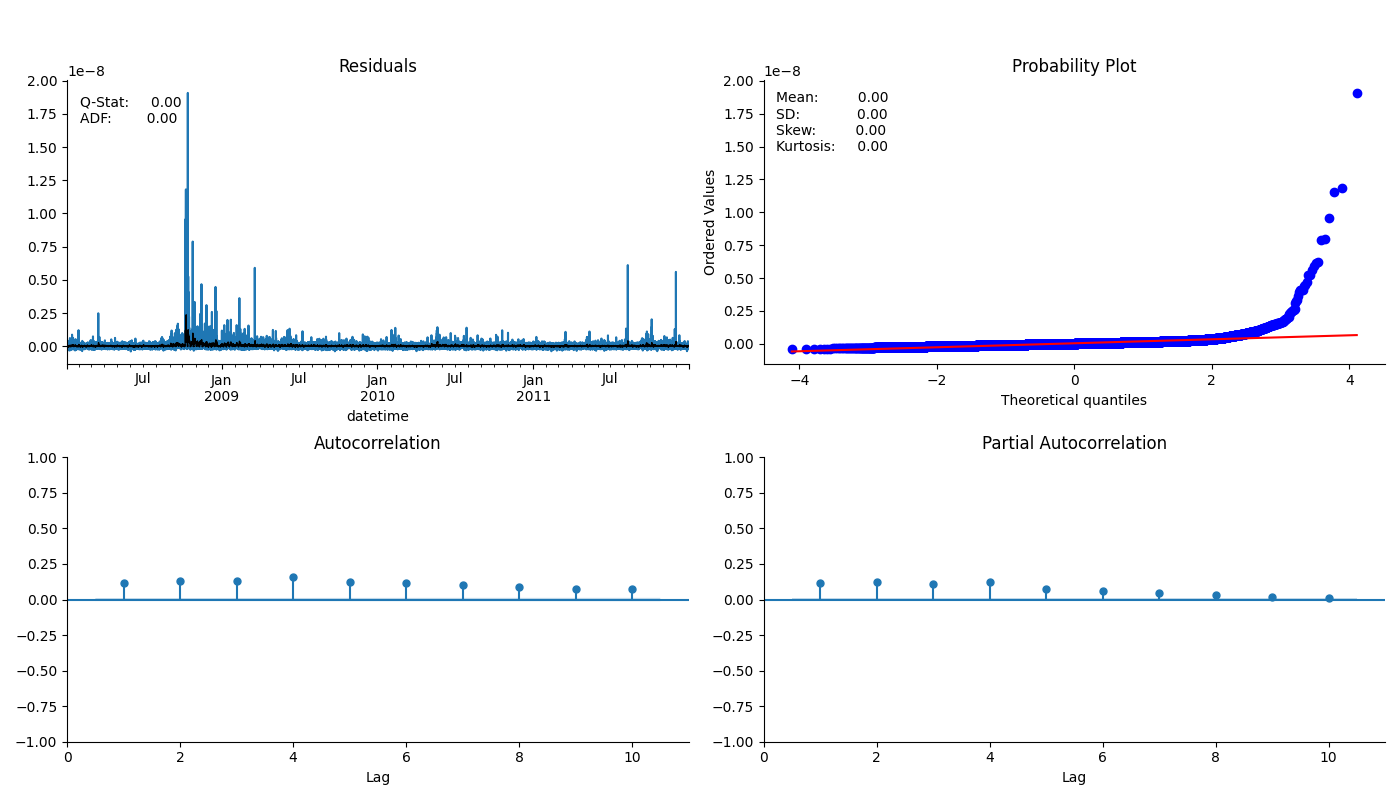 Residuals
1e−8
2.00
1.75
1.50
1.25
1.00
0.75
0.50
0.25
0.00
Q-Stat: 0.00
ADF: 0.00
Jul
Jan
2009
Jul
Jan
2010
Jul
Jan
2011
Jul
datetime
Probability Plot
1e−8
2.00
1.75
1.50
1.25
1.00
0.75
0.50
0.25
0.00
Ordered Values
Mean: 0.00
SD: 0.00
Skew: 0.00
Kurtosis: 0.00
−4 −2 0 2 4
Theoretical quantiles
Autocorrelation
1.00
0.75
0.50
0.25
0.00
−0.25
−0.50
−0.75
−1.00
0 2 4 6 8 10
Lag
Partial Autocorrelation
1.00
0.75
0.50
0.25
0.00
−0.25
−0.50
−0.75
−1.00
0 2 4 6 8 10
Lag